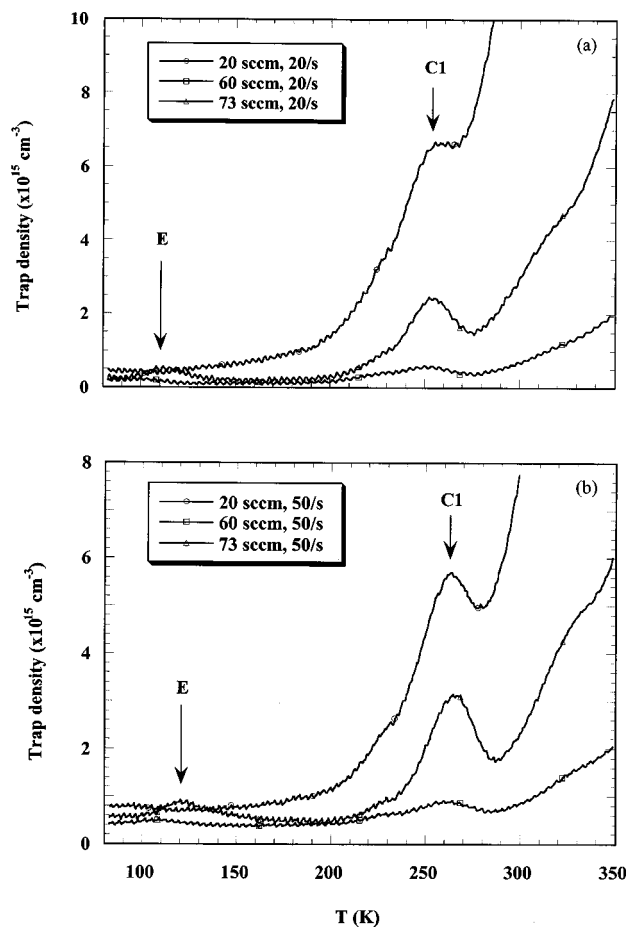 10
8
6
4
2
0
Trap density (x10¹⁵ cm⁻³)
(a)
20 sccm, 20/s
60 sccm, 20/s
73 sccm, 20/s
C1
E
8
6
4
2
0
Trap density (x10¹⁵ cm⁻³)
(b)
20 sccm, 50/s
60 sccm, 50/s
73 sccm, 50/s
C1
E
100 150 200 250 300 350
T (K)